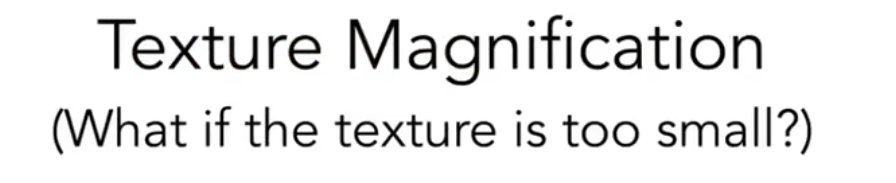 Texture Magnification
(What if the texture is too small?)